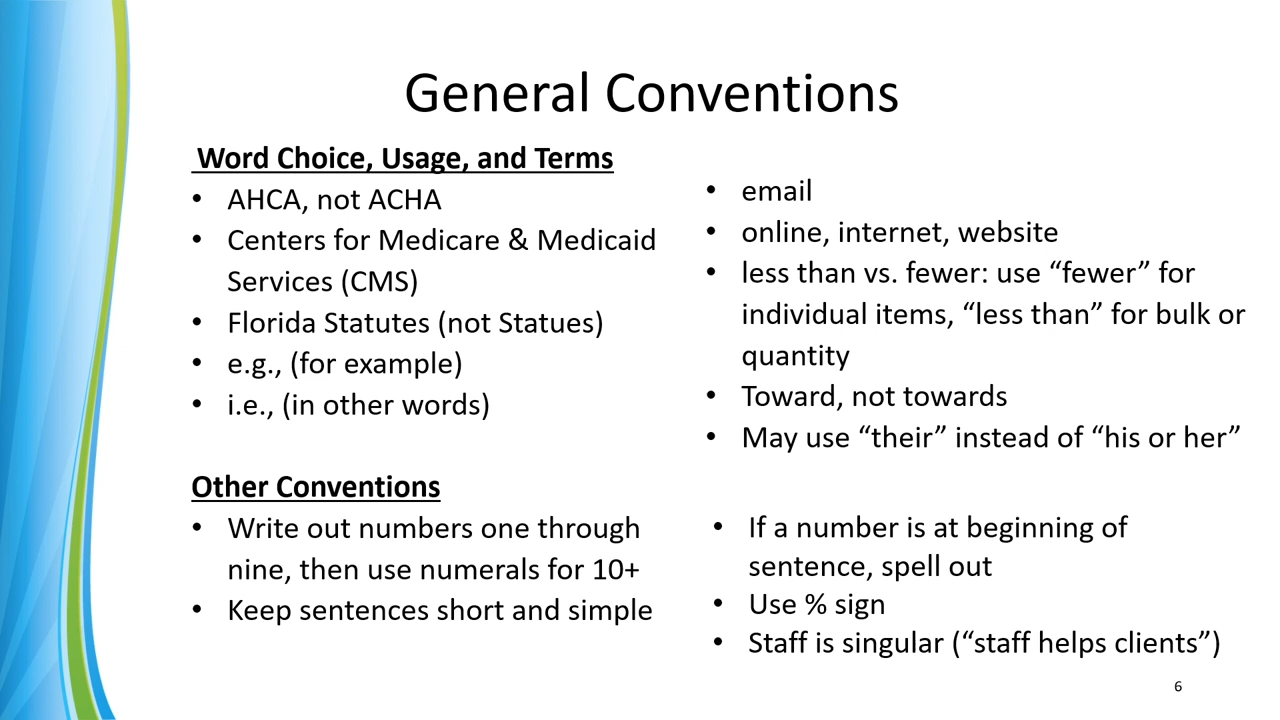 General Conventions
Word Choice, Usage, and Terms
• AHCA, not ACHA
• Centers for Medicare & Medicaid
Services (CMS)
• Florida Statutes (not Statues)
• e.g., (for example)
• i.e., (in other words)
• email
• online, internet, website
• less than vs. fewer: use “fewer” for
individual items, “less than” for bulk or
quantity
• Toward, not towards
• May use “their” instead of “his or her”
Other Conventions
• Write out numbers one through
nine, then use numerals for 10+
• Keep sentences short and simple
• If a number is at beginning of
sentence, spell out
• Use % sign
• Staff is singular (“staff helps clients”)
6